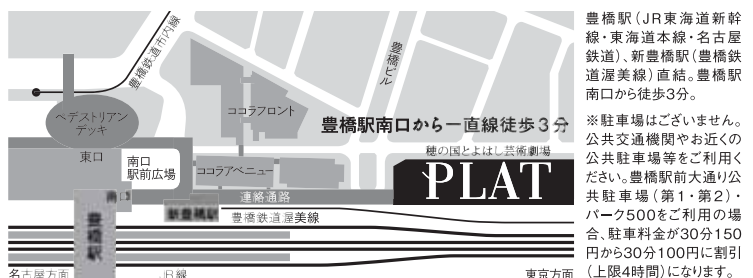 豊橋鉄道市内線
ペデストリアン
デッキ
東口
南口
駅前広場
南口
豊橋駅
ココラフロント
ココラアベニュー
連絡通路
新豊橋駅
豊橋鉄道渥美線
豊橋ビル
豊橋駅南口から一直線徒歩3分
穂の国とよはし芸術劇場
PLAT
名古屋方面
JR線
東京方面
豊橋駅(JR東海道新幹
線・東海道本線・名古屋
鉄道)、新豊橋駅(豊橋鉄
道渥美線)直結。豊橋駅
南口から徒歩3分。
※駐車場はございません。
公共交通機関やお近くの
公共駐車場等をご利用く
ださい。豊橋駅前大通り公
共駐車場(第1・第2)・
パーク500をご利用の場
合、駐車料金が30分150
円から30分100円に割引
(上限4時間)になります。